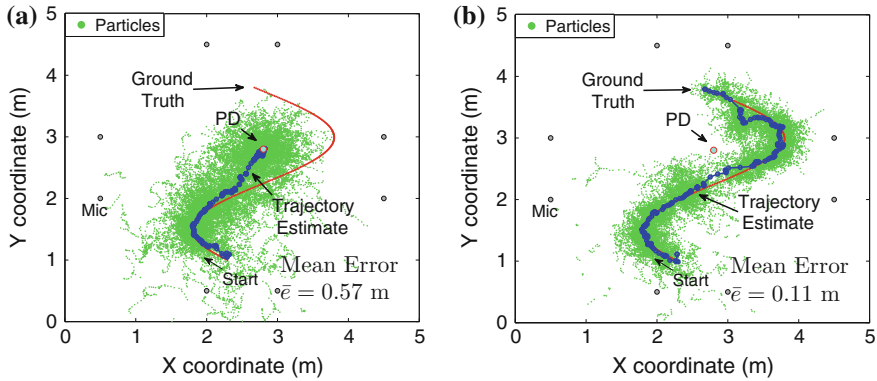 (a)
Particles
Ground
Truth
PD
Mic
Trajectory
Estimate
Start
Mean Error
ē = 0.57 m
Y coordinate (m)
5
4
3
2
1
0
0 1 2 3 4 5
X coordinate (m)
(b)
Particles
Ground
Truth
PD
Mic
Trajectory
Estimate
Start
Mean Error
ē = 0.11 m
Y coordinate (m)
5
4
3
2
1
0
0 1 2 3 4 5
X coordinate (m)